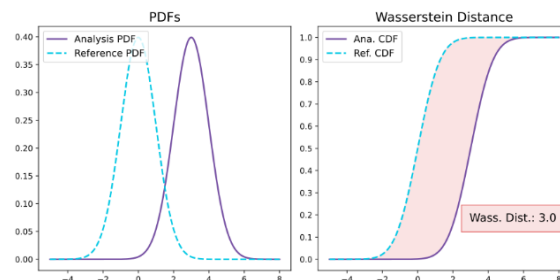 PDFs
Analysis PDF
Reference PDF
0.40
0.35
0.30
0.25
0.20
0.15
0.10
0.05
0.00
−4 −2 0 2 4 6 8
Wasserstein Distance
Ana. CDF
Ref. CDF
1.0
0.9
0.8
0.7
0.6
0.5
0.4
0.3
0.2
0.1
0.0
Wass. Dist.: 3.0
−4 −2 0 2 4 6 8